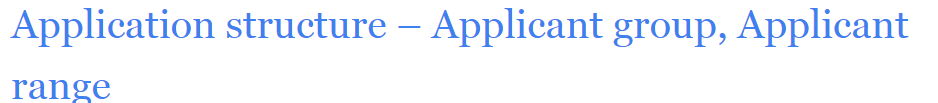 Application structure – Applicant group, Applicant
range